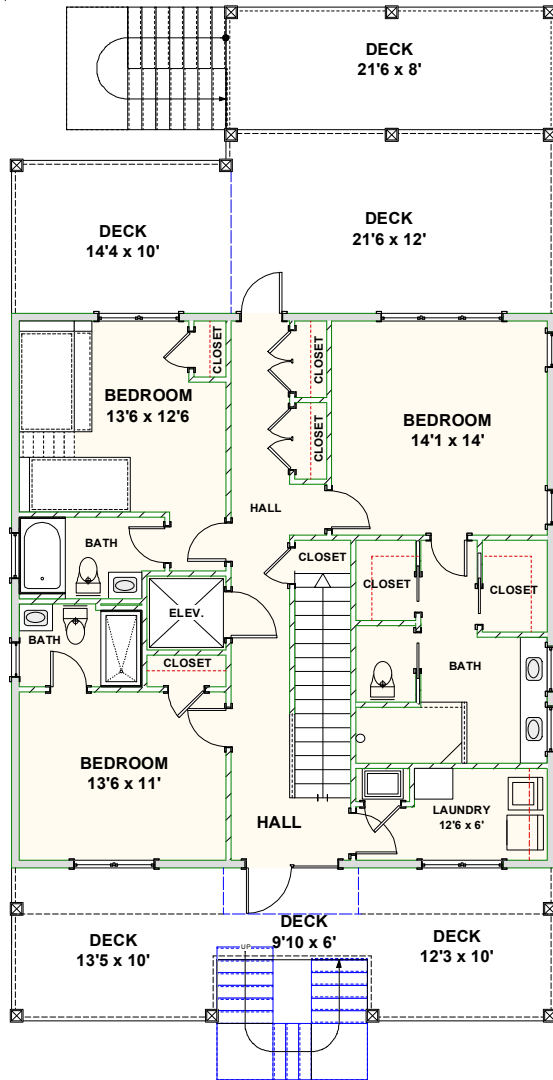 DECK
21'6 x 8'
DECK
14'4 x 10'
DECK
21'6 x 12'
CLOSET
CLOSET
BEDROOM
13'6 x 12'6
BEDROOM
14'1 x 14'
CLOSET
HALL
BATH
CLOSET
CLOSET
CLOSET
ELEV.
BATH
CLOSET
BATH
BEDROOM
13'6 x 11'
HALL
LAUNDRY
12'6 x 6'
DECK
9'10 x 6'
DECK
13'5 x 10'
DECK
12'3 x 10'
UP